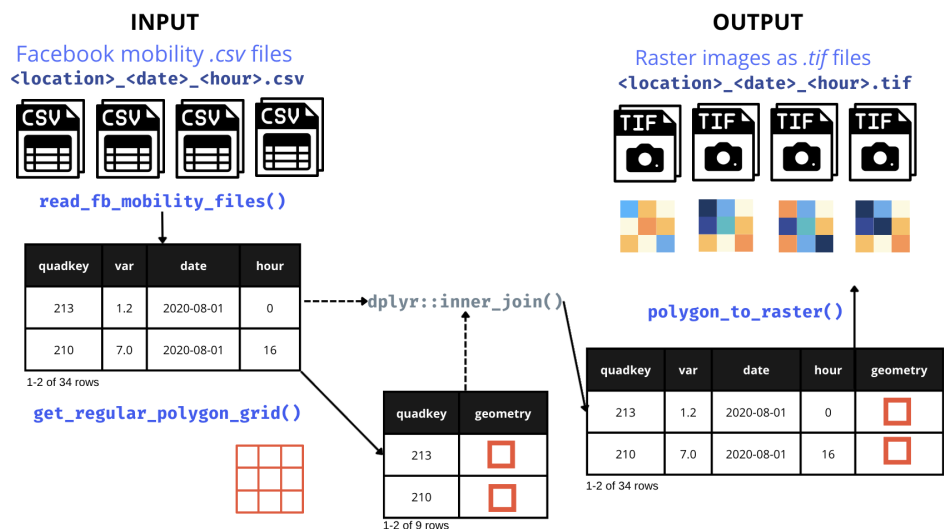 INPUT
Facebook mobility .csv files
<location>_<date>_<hour>.csv
CSV CSV CSV CSV
read_fb_mobility_files()
quadkey var date hour
213 1.2 2020-08-01 0
210 7.0 2020-08-01 16
1-2 of 34 rows
get_regular_polygon_grid()
dplyr::inner_join()
quadkey geometry
213
210
1-2 of 9 rows
OUTPUT
Raster images as .tif files
<location>_<date>_<hour>.tif
TIF TIF TIF TIF
polygon_to_raster()
quadkey var date hour geometry
213 1.2 2020-08-01 0
210 7.0 2020-08-01 16
1-2 of 34 rows